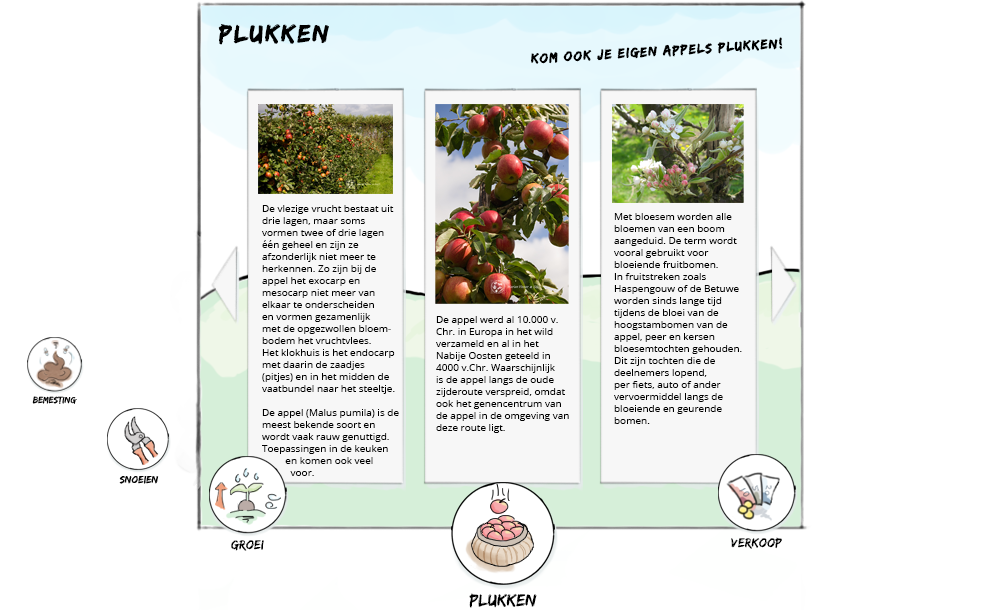 PLUKKEN
KOM OOK JE EIGEN APPELS PLUKKEN!
De vlezige vrucht bestaat uit
drie lagen, maar soms
vormen twee of drie lagen
één geheel en zijn ze
afzonderlijk niet meer te
herkennen. Zo zijn bij de
appel het exocarp en
mesocarp niet meer van
elkaar te onderscheiden
en vormen gezamenlijk
met de opgezwollen bloem-
bodem het vruchtvlees.
Het klokhuis is het endocarp
met daarin de zaadjes
(pitjes) en in het midden de
vaatbundel naar het steeltje.
De appel (Malus pumila) is de
meest bekende soort en
wordt vaak rauw genuttigd.
Toepassingen in de keuken
en komen ook veel
voor.
De appel werd al 10.000 v.
Chr. in Europa in het wild
verzameld en al in het
Nabije Oosten geteeld in
4000 v.Chr. Waarschijnlijk
is de appel langs de oude
zijderoute verspreid, omdat
ook het genencentrum van
de appel in de omgeving van
deze route ligt.
Met bloesem worden alle
bloemen van een boom
aangeduid. De term wordt
vooral gebruikt voor
bloeiende fruitbomen.
In fruitstreken zoals
Haspengouw of de Betuwe
worden sinds lange tijd
tijdens de bloei van de
hoogstambomen van de
appel, peer en kersen
bloesemtochten gehouden.
Dit zijn tochten die de
deelnemers lopend,
per fiets, auto of ander
vervoermiddel langs de
bloeiende en geurende
bomen.
BEMESTING
SNOEIEN
GROEI
PLUKKEN
VERKOOP